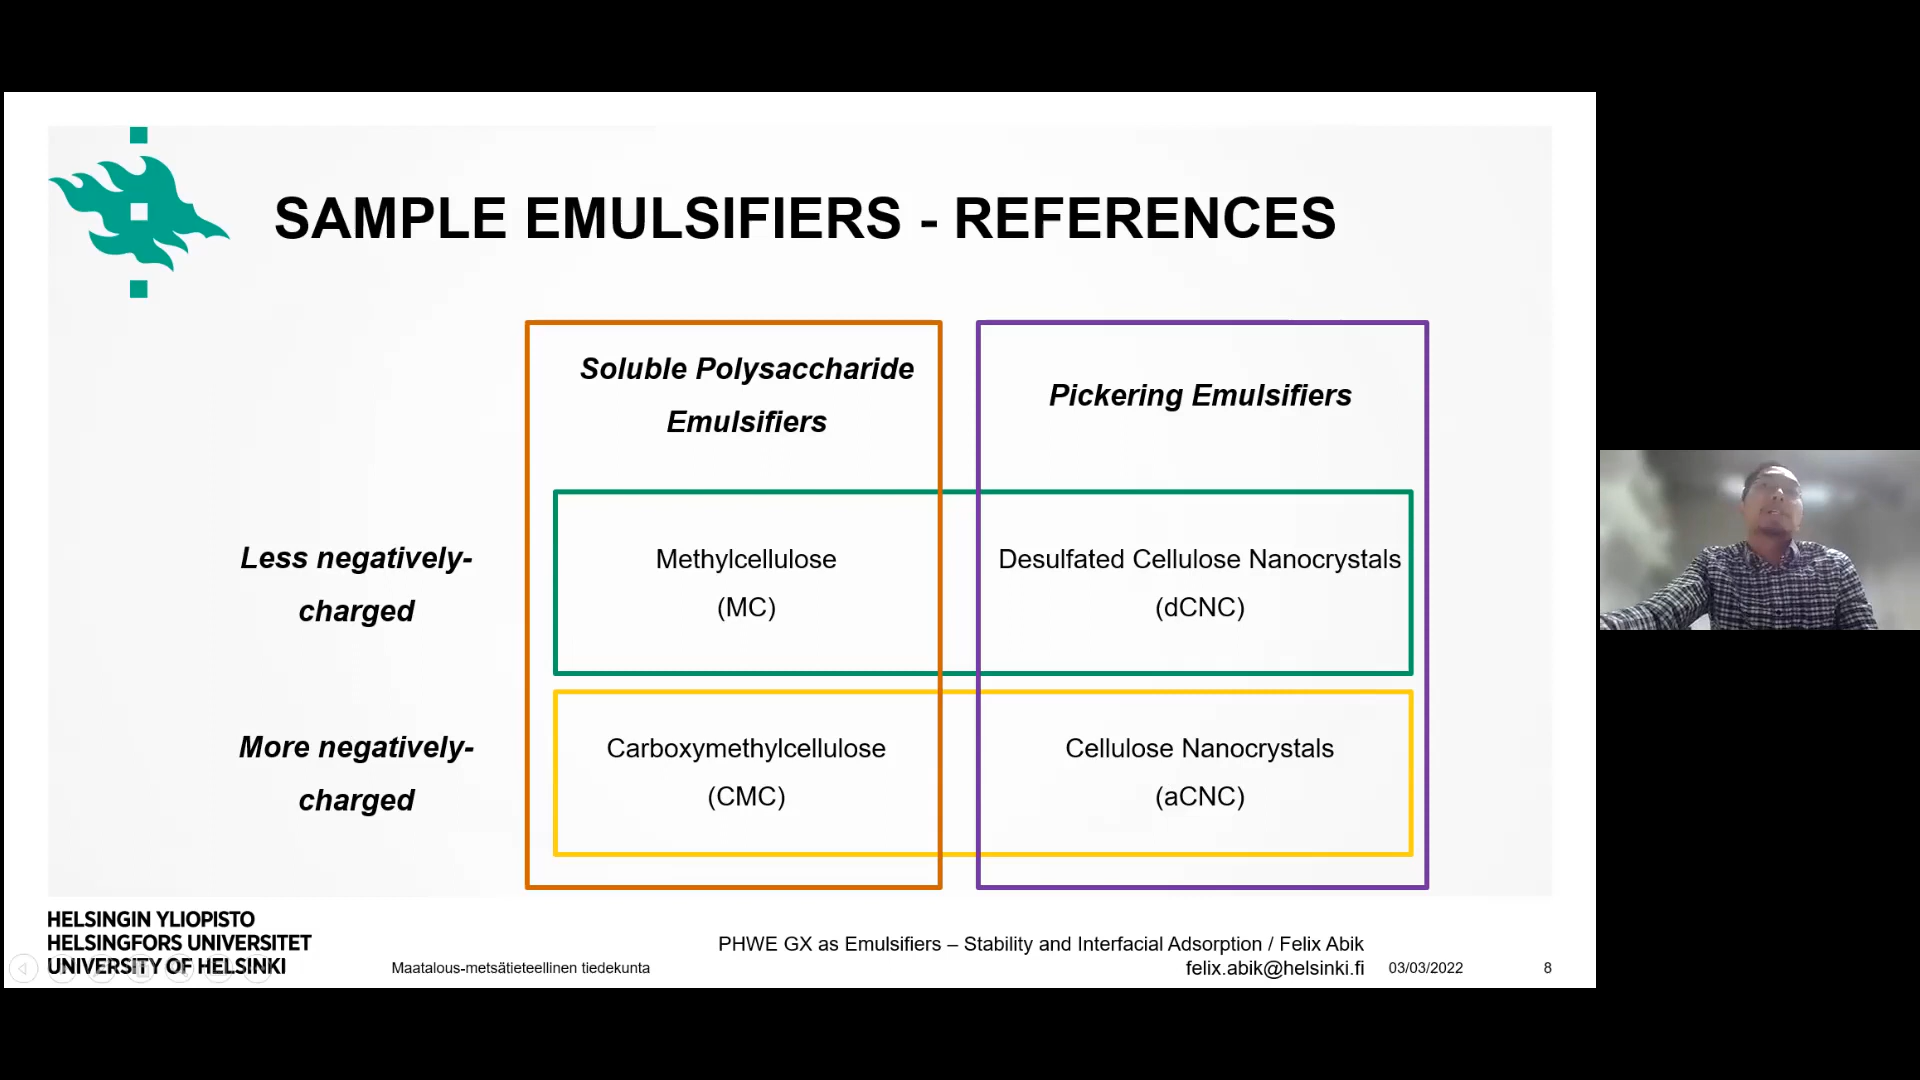 SAMPLE EMULSIFIERS - REFERENCES
Soluble Polysaccharide
Emulsifiers
Pickering Emulsifiers
Less negatively-
charged
Methylcellulose
(MC)
Desulfated Cellulose Nanocrystals
(dCNC)
More negatively-
charged
Carboxymethylcellulose
(CMC)
Cellulose Nanocrystals
(aCNC)
HELSINGIN YLIOPISTO
HELSINGFORS UNIVERSITET
UNIVERSITY OF HELSINKI
Maatalous-metsätieteellinen tiedekunta
PHWE GX as Emulsifiers – Stability and Interfacial Adsorption / Felix Abik
felix.abik@helsinki.fi
03/03/2022
8